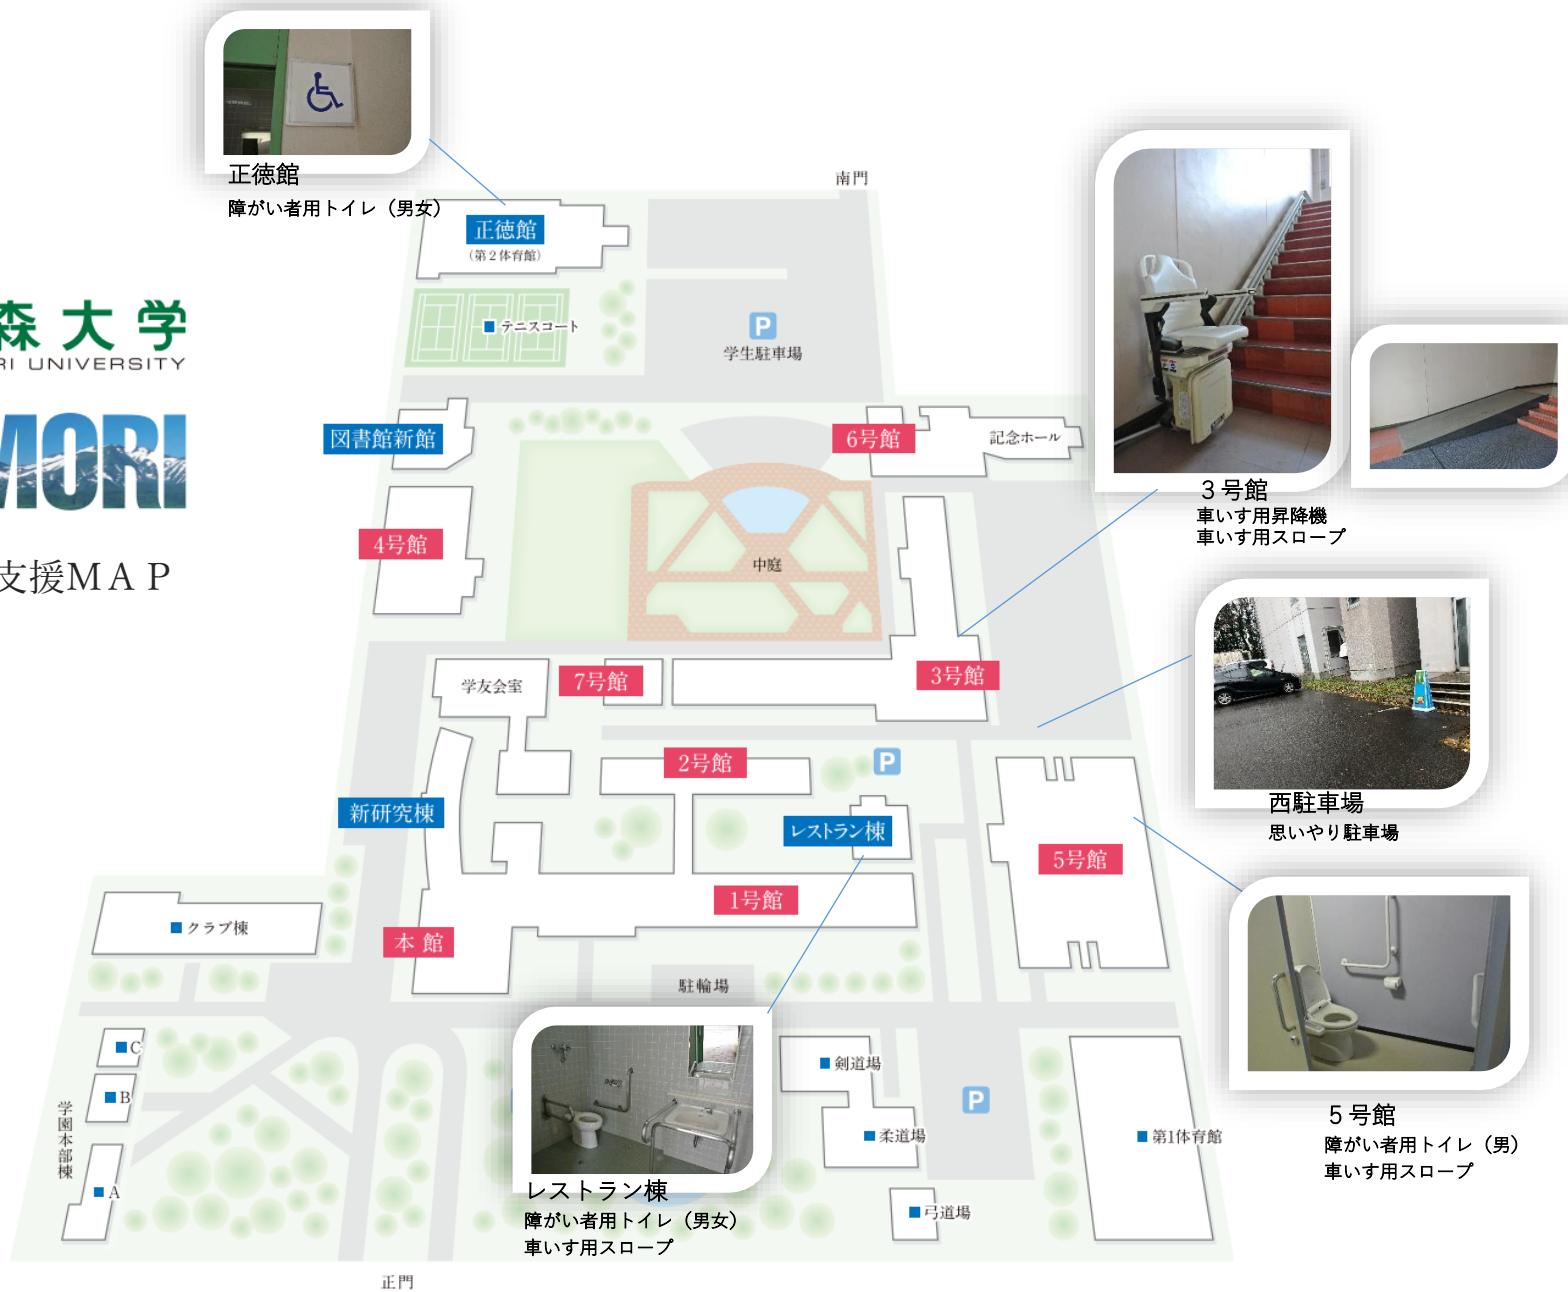 正徳館
障がい者用トイレ（男女）
南門
正徳館
（第２体育館）
テニスコート
P
学生駐車場
森大学
RI UNIVERSITY
MORI
支援ＭＡＰ
図書館新館
6号館
記念ホール
3号館
車いす用昇降機
車いす用スロープ
4号館
中庭
学友会室
7号館
3号館
2号館
P
西駐車場
思いやり駐車場
新研究棟
レストラン棟
5号館
1号館
クラブ棟
本館
駐輪場
C
B
A
学園本部棟
剣道場
P
柔道場
第1体育館
弓道場
５号館
障がい者用トイレ（男）
車いす用スロープ
レストラン棟
障がい者用トイレ（男女）
車いす用スロープ
正門